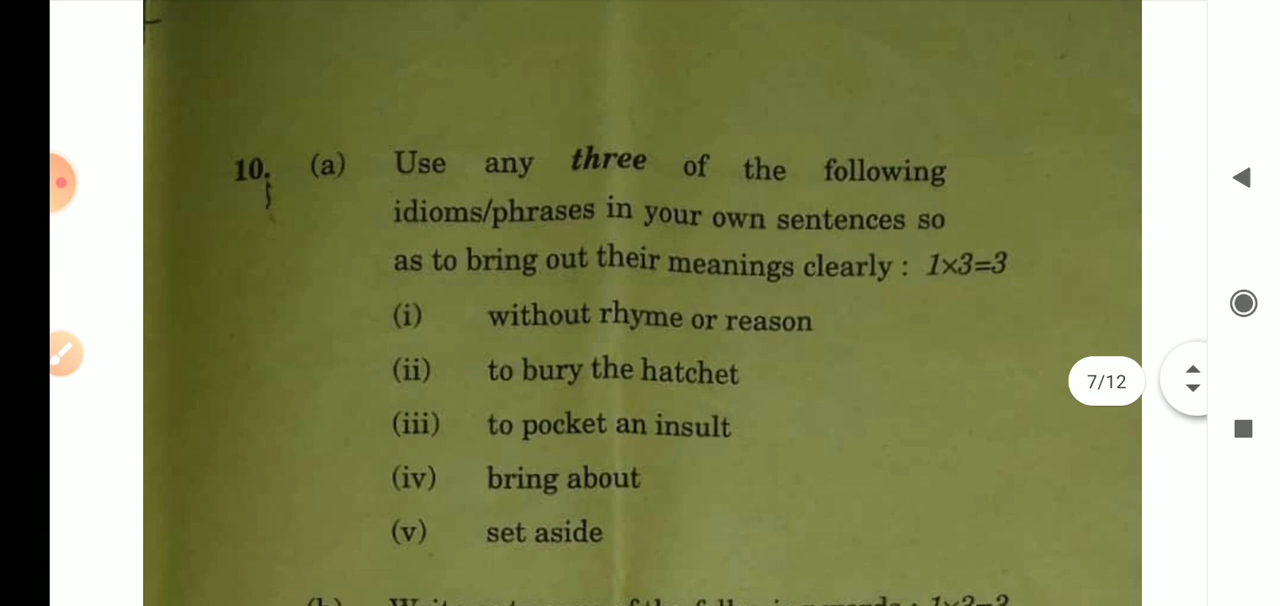 10. (a) Use any three of the following
idioms/phrases in your own sentences so
as to bring out their meanings clearly : 1×3=3
(i) without rhyme or reason
(ii) to bury the hatchet
(iii) to pocket an insult
7/12
(iv) bring about
(v) set aside